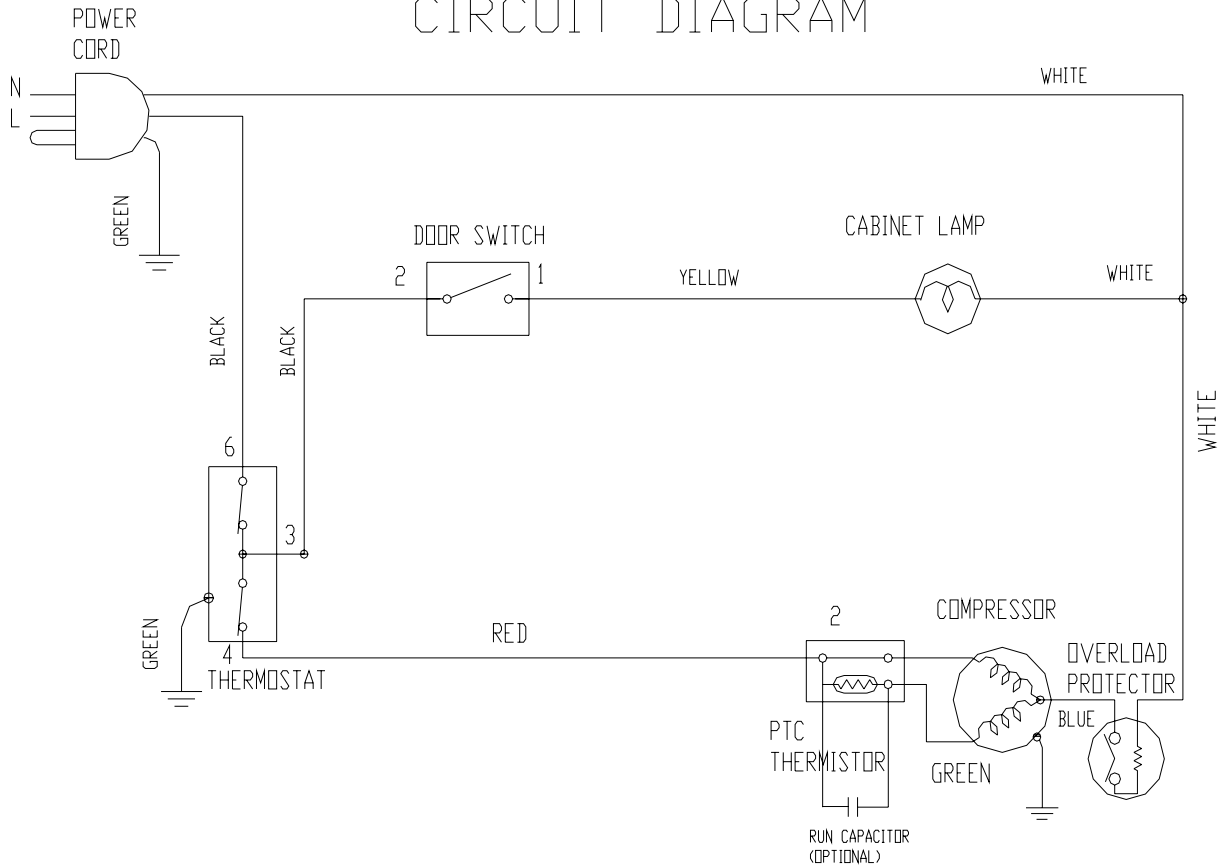 CIRCUIT DIAGRAM
POWER
CORD
N
L
WHITE
GREEN
DOOR SWITCH
2
1
YELLOW
CABINET LAMP
WHITE
BLACK
BLACK
WHITE
6
3
GREEN
4
THERMOSTAT
RED
2
COMPRESSOR
OVERLOAD
PROTECTOR
BLUE
PTC
THERMISTOR
GREEN
RUN CAPACITOR
(OPTIONAL)